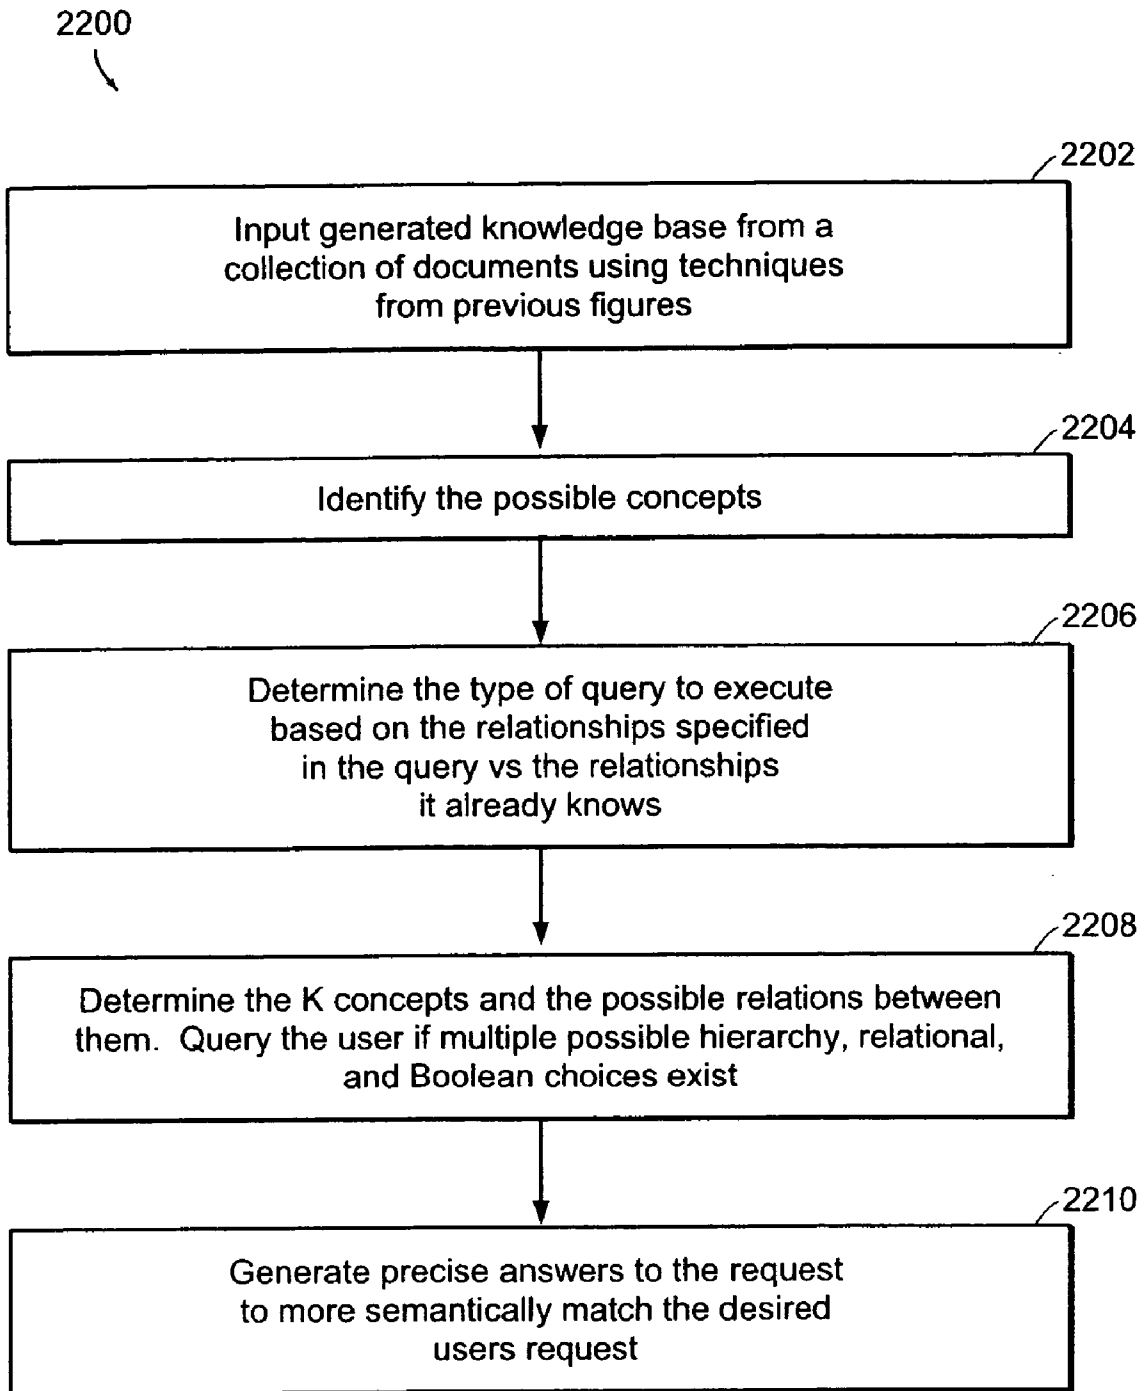 2200
2202
Input generated knowledge base from a
collection of documents using techniques
from previous figures
2204
Identify the possible concepts
2206
Determine the type of query to execute
based on the relationships specified
in the query vs the relationships
it already knows
2208
Determine the K concepts and the possible relations between
them.  Query the user if multiple possible hierarchy, relational,
and Boolean choices exist
2210
Generate precise answers to the request
to more semantically match the desired
users request